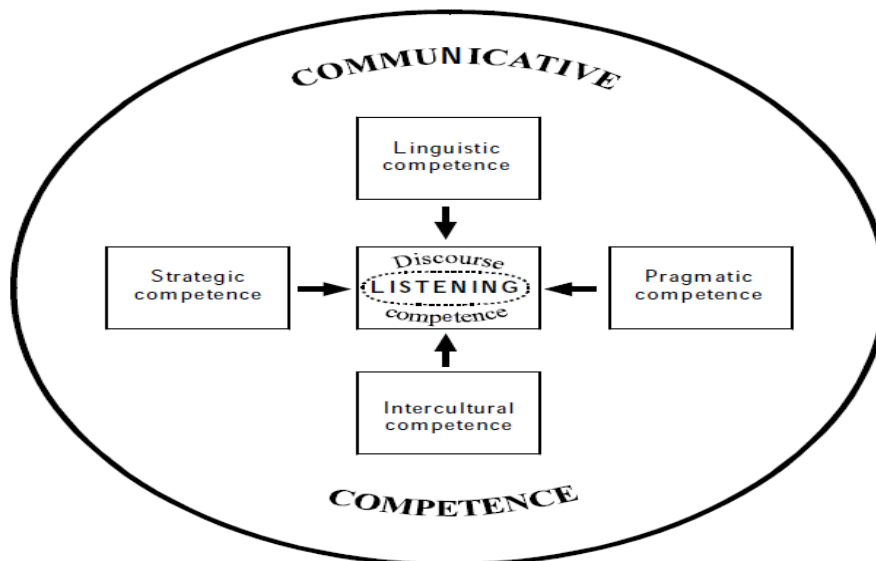 COMMUNICATIVE
Linguistic
competence
Strategic
competence
Discourse
LISTENING
competence
Pragmatic
competence
Intercultural
competence
COMPETENCE